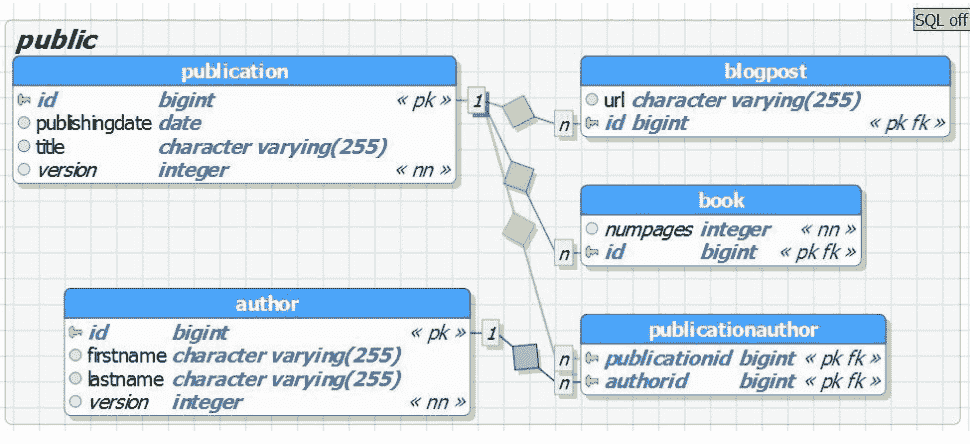 SQL off
public
publication
id bigint « pk »
publishingdate date
title character varying(255)
version integer « nn »
1
n
blogpost
url character varying(255)
id bigint « pk fk »
book
numpages integer « nn »
n
id bigint « pk fk »
author
id bigint « pk »
firstname character varying(255)
lastname character varying(255)
version integer « nn »
1
publicationauthor
n
publicationid bigint « pk fk »
n
authorid bigint « pk fk »